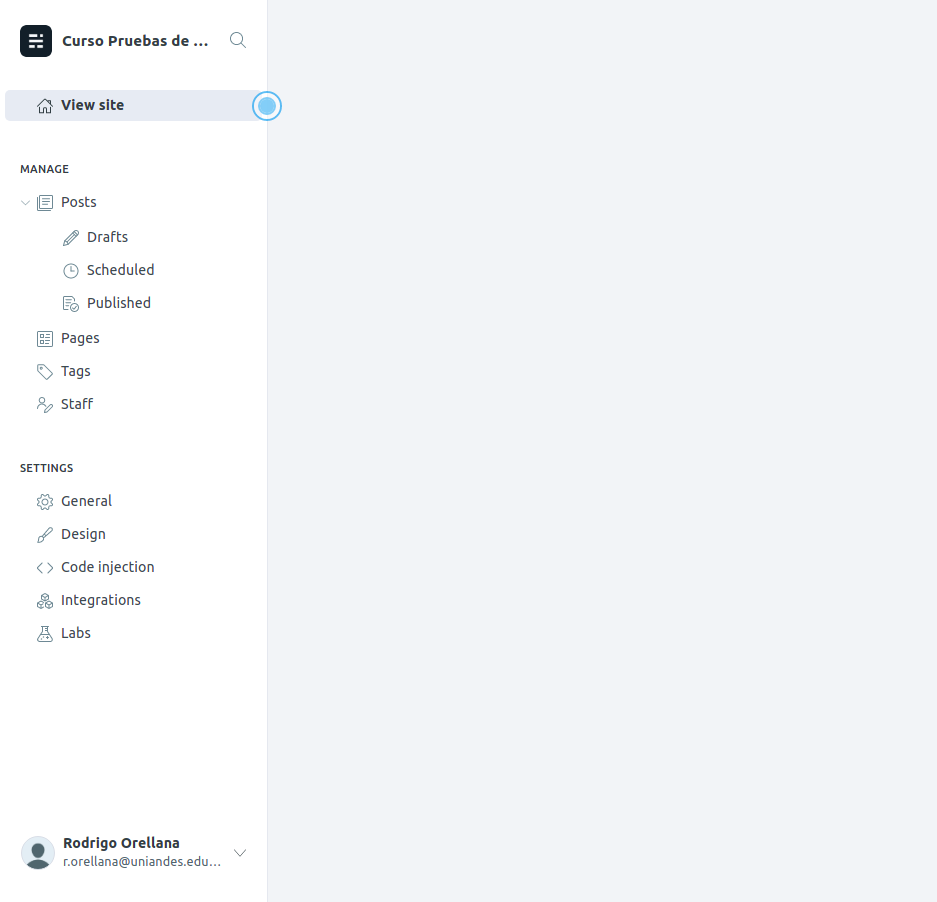 Curso Pruebas de ...
View site
MANAGE
Posts
Drafts
Scheduled
Published
Pages
Tags
Staff
SETTINGS
General
Design
Code injection
Integrations
Labs
Rodrigo Orellana
r.orellana@uniandes.edu...